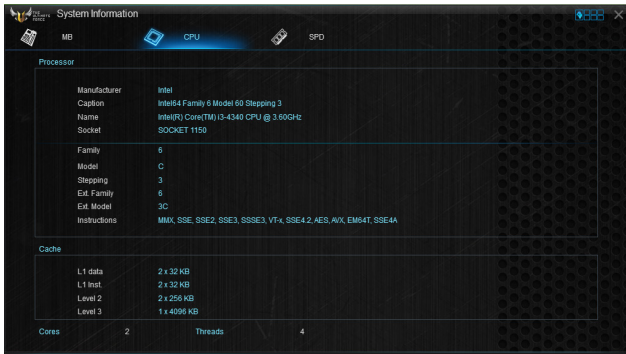 THE ULTIMATE FORCE System Information
MB CPU SPD
Processor
Manufacturer Intel
Caption Intel64 Family 6 Model 60 Stepping 3
Name Intel(R) Core(TM) i3-4340 CPU @ 3.60GHz
Socket SOCKET 1150
Family 6
Model C
Stepping 3
Ext. Family 6
Ext. Model 3C
Instructions MMX, SSE, SSE2, SSE3, SSSE3, VT-x, SSE4.2, AES, AVX, EM64T, SSE4A
Cache
L1 data 2 x 32 KB
L1 Inst. 2 x 32 KB
Level 2 2 x 256 KB
Level 3 1 x 4096 KB
Cores 2 Threads 4